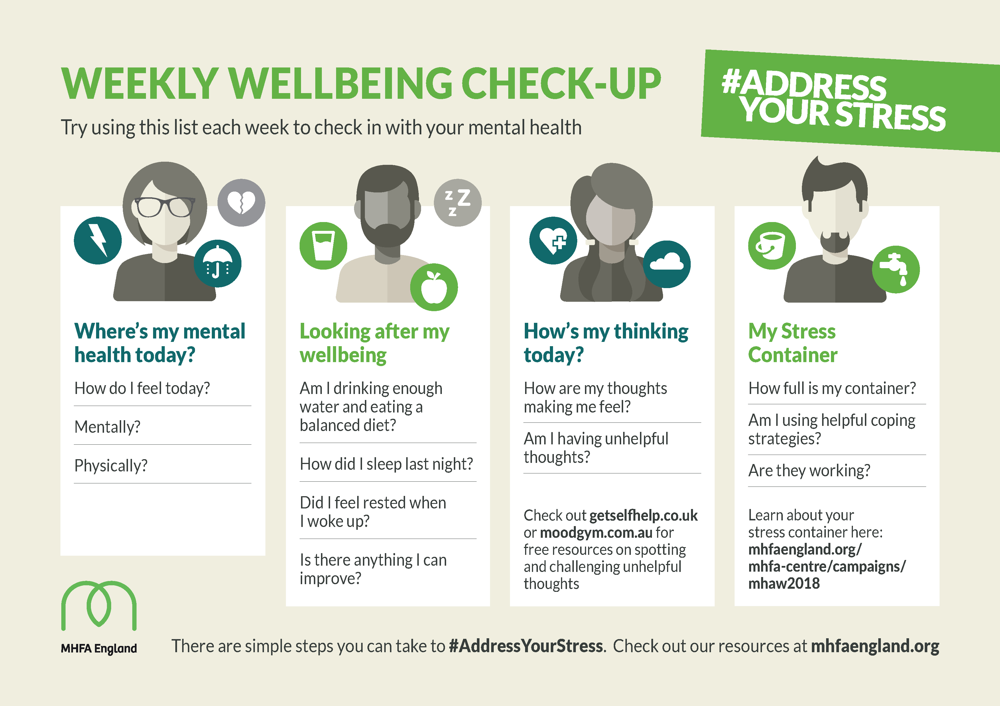 WEEKLY WELLBEING CHECK-UP
Try using this list each week to check in with your mental health
#ADDRESS
YOUR STRESS
z Z
z
Where's my mental
health today?
How do I feel today?
Mentally?
Physically?
Looking after my
wellbeing
Am I drinking enough
water and eating a
balanced diet?
How did I sleep last night?
Did I feel rested when
I woke up?
Is there anything I can
improve?
How's my thinking
today?
How are my thoughts
making me feel?
Am I having unhelpful
thoughts?
Check out getselfhelp.co.uk
or moodgym.com.au for
free resources on spotting
and challenging unhelpful
thoughts
My Stress
Container
How full is my container?
Am I using helpful coping
strategies?
Are they working?
Learn about your
stress container here:
mhfaengland.org/
mhfa-centre/campaigns/
mhaw2018
MHFA England
There are simple steps you can take to #AddressYourStress. Check out our resources at mhfaengland.org